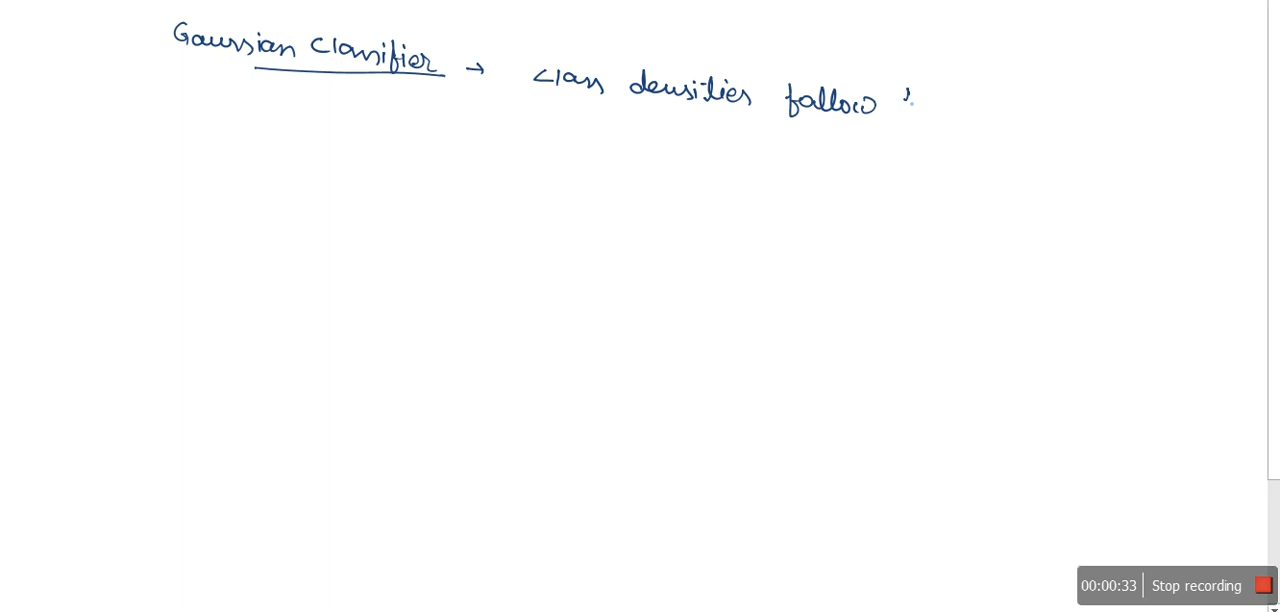 Gaussian Classifier → class densities follow
00:00:33 Stop recording